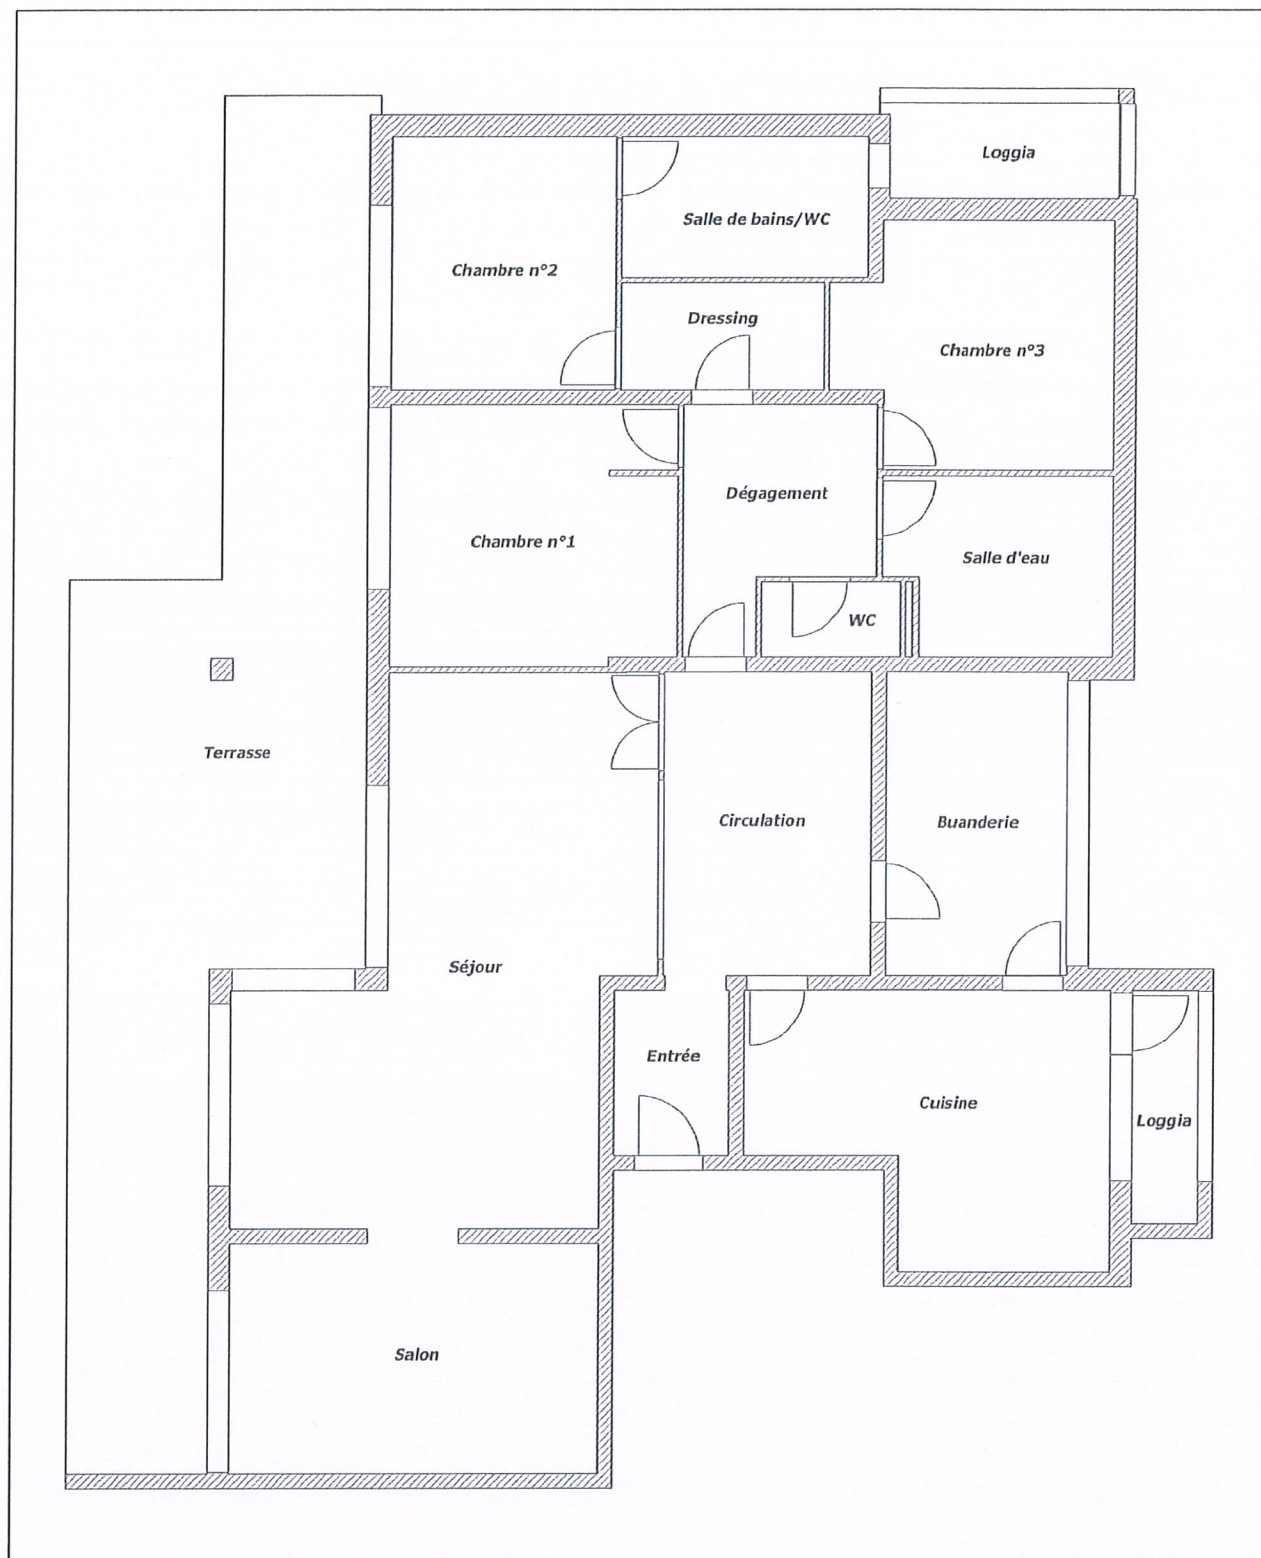 Loggia
Salle de bains/WC
Chambre n°2
Dressing
Chambre n°3
Dégagement
Chambre n°1
Salle d'eau
WC
Terrasse
Circulation
Buanderie
Séjour
Entrée
Cuisine
Loggia
Salon